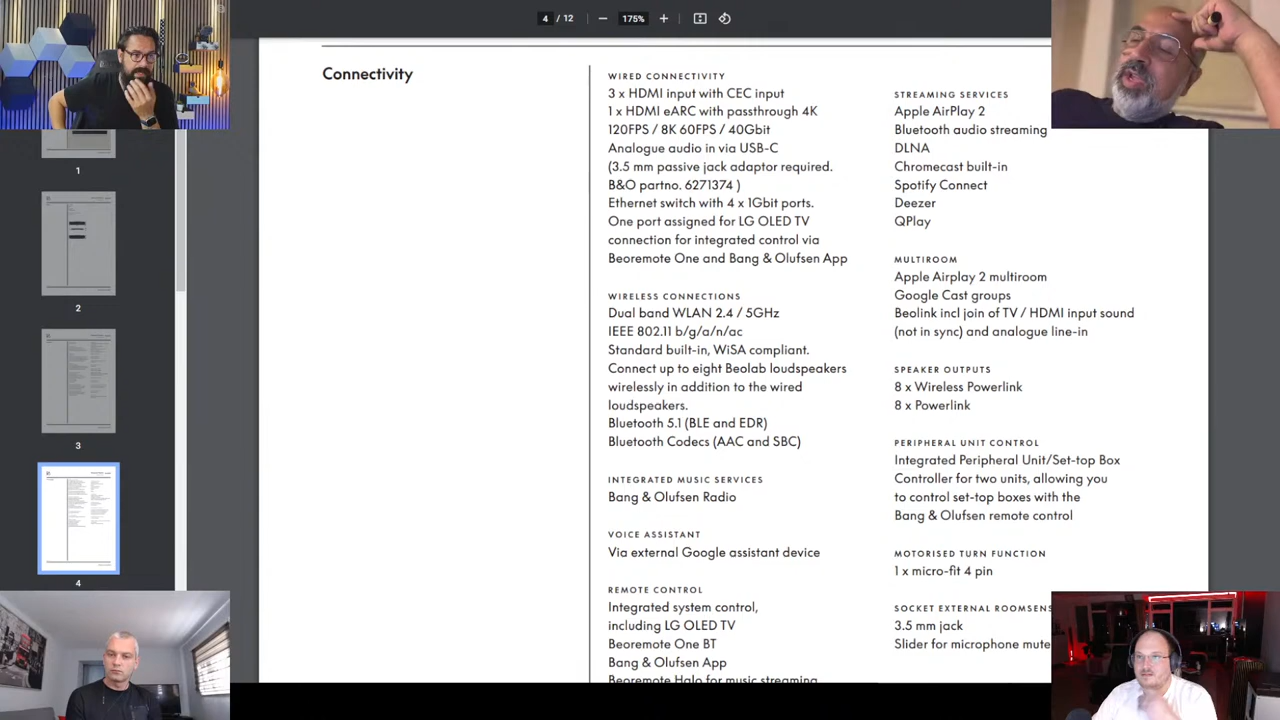 4 / 12
175%
Connectivity
WIRED CONNECTIVITY
3 x HDMI input with CEC input
1 x HDMI eARC with passthrough 4K
120FPS / 8K 60FPS / 40Gbit
Analogue audio in via USB-C
(3.5 mm passive jack adaptor required.
B&O partno. 6271374 )
Ethernet switch with 4 x 1Gbit ports.
One port assigned for LG OLED TV
connection for integrated control via
Beoremote One and Bang & Olufsen App
WIRELESS CONNECTIONS
Dual band WLAN 2.4 / 5GHz
IEEE 802.11 b/g/a/n/ac
Standard built-in, WiSA compliant.
Connect up to eight Beolab loudspeakers
wirelessly in addition to the wired
loudspeakers.
Bluetooth 5.1 (BLE and EDR)
Bluetooth Codecs (AAC and SBC)
INTEGRATED MUSIC SERVICES
Bang & Olufsen Radio
VOICE ASSISTANT
Via external Google assistant device
REMOTE CONTROL
Integrated system control,
including LG OLED TV
Beoremote One BT
Bang & Olufsen App
Beoremote Halo for music streaming
STREAMING SERVICES
Apple AirPlay 2
Bluetooth audio streaming
DLNA
Chromecast built-in
Spotify Connect
Deezer
QPlay
MULTIROOM
Apple Airplay 2 multiroom
Google Cast groups
Beolink incl join of TV / HDMI input sound
(not in sync) and analogue line-in
SPEAKER OUTPUTS
8 x Wireless Powerlink
8 x Powerlink
PERIPHERAL UNIT CONTROL
Integrated Peripheral Unit/Set-top Box
Controller for two units, allowing you
to control set-top boxes with the
Bang & Olufsen remote control
MOTORISED TURN FUNCTION
1 x micro-fit 4 pin
SOCKET EXTERNAL ROOMSENS
3.5 mm jack
Slider for microphone mute
1
2
3
4